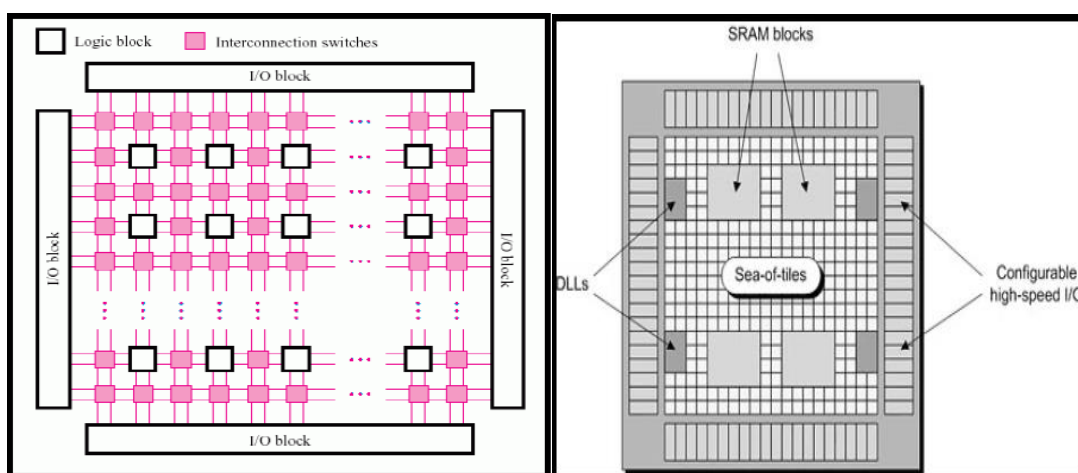 Logic block
Interconnection switches
I/O block
I/O block
I/O block
I/O block
SRAM blocks
DLLs
Sea-of-tiles
Configurable
high-speed I/O